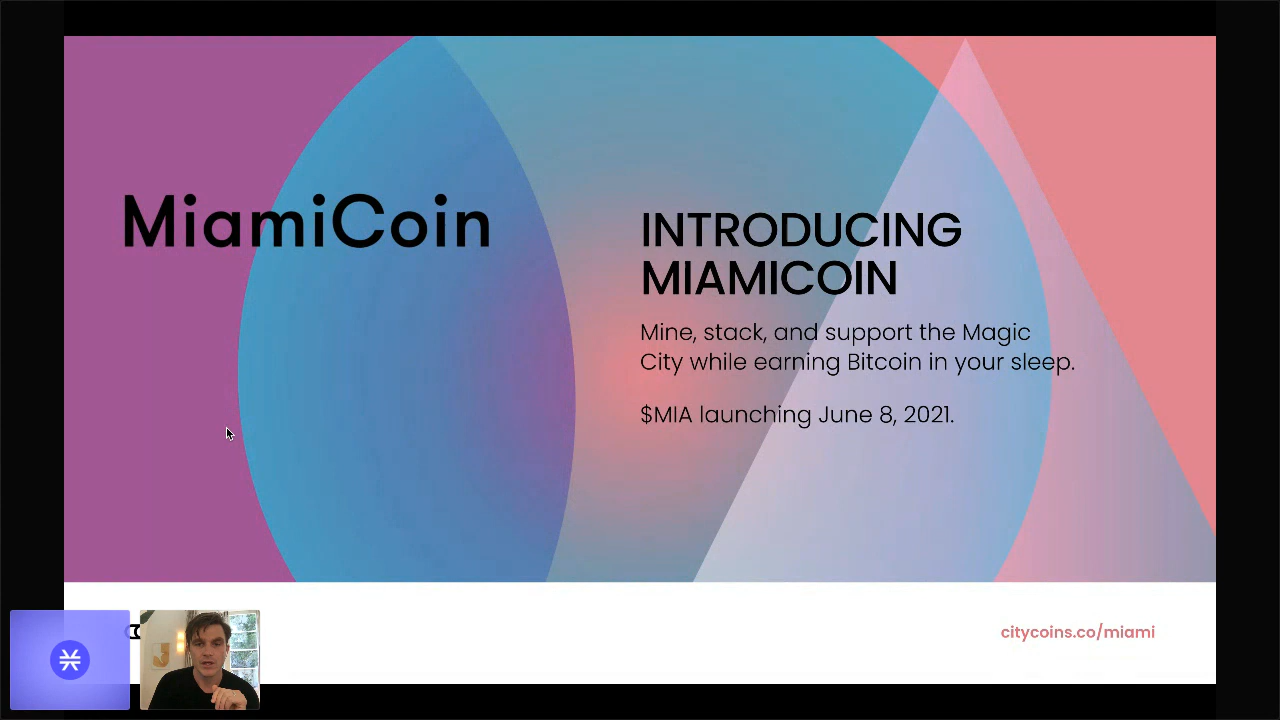 MiamiCoin
INTRODUCING
MIAMICOIN
Mine, stack, and support the Magic
City while earning Bitcoin in your sleep.
$MIA launching June 8, 2021.
citycoins.co/miami